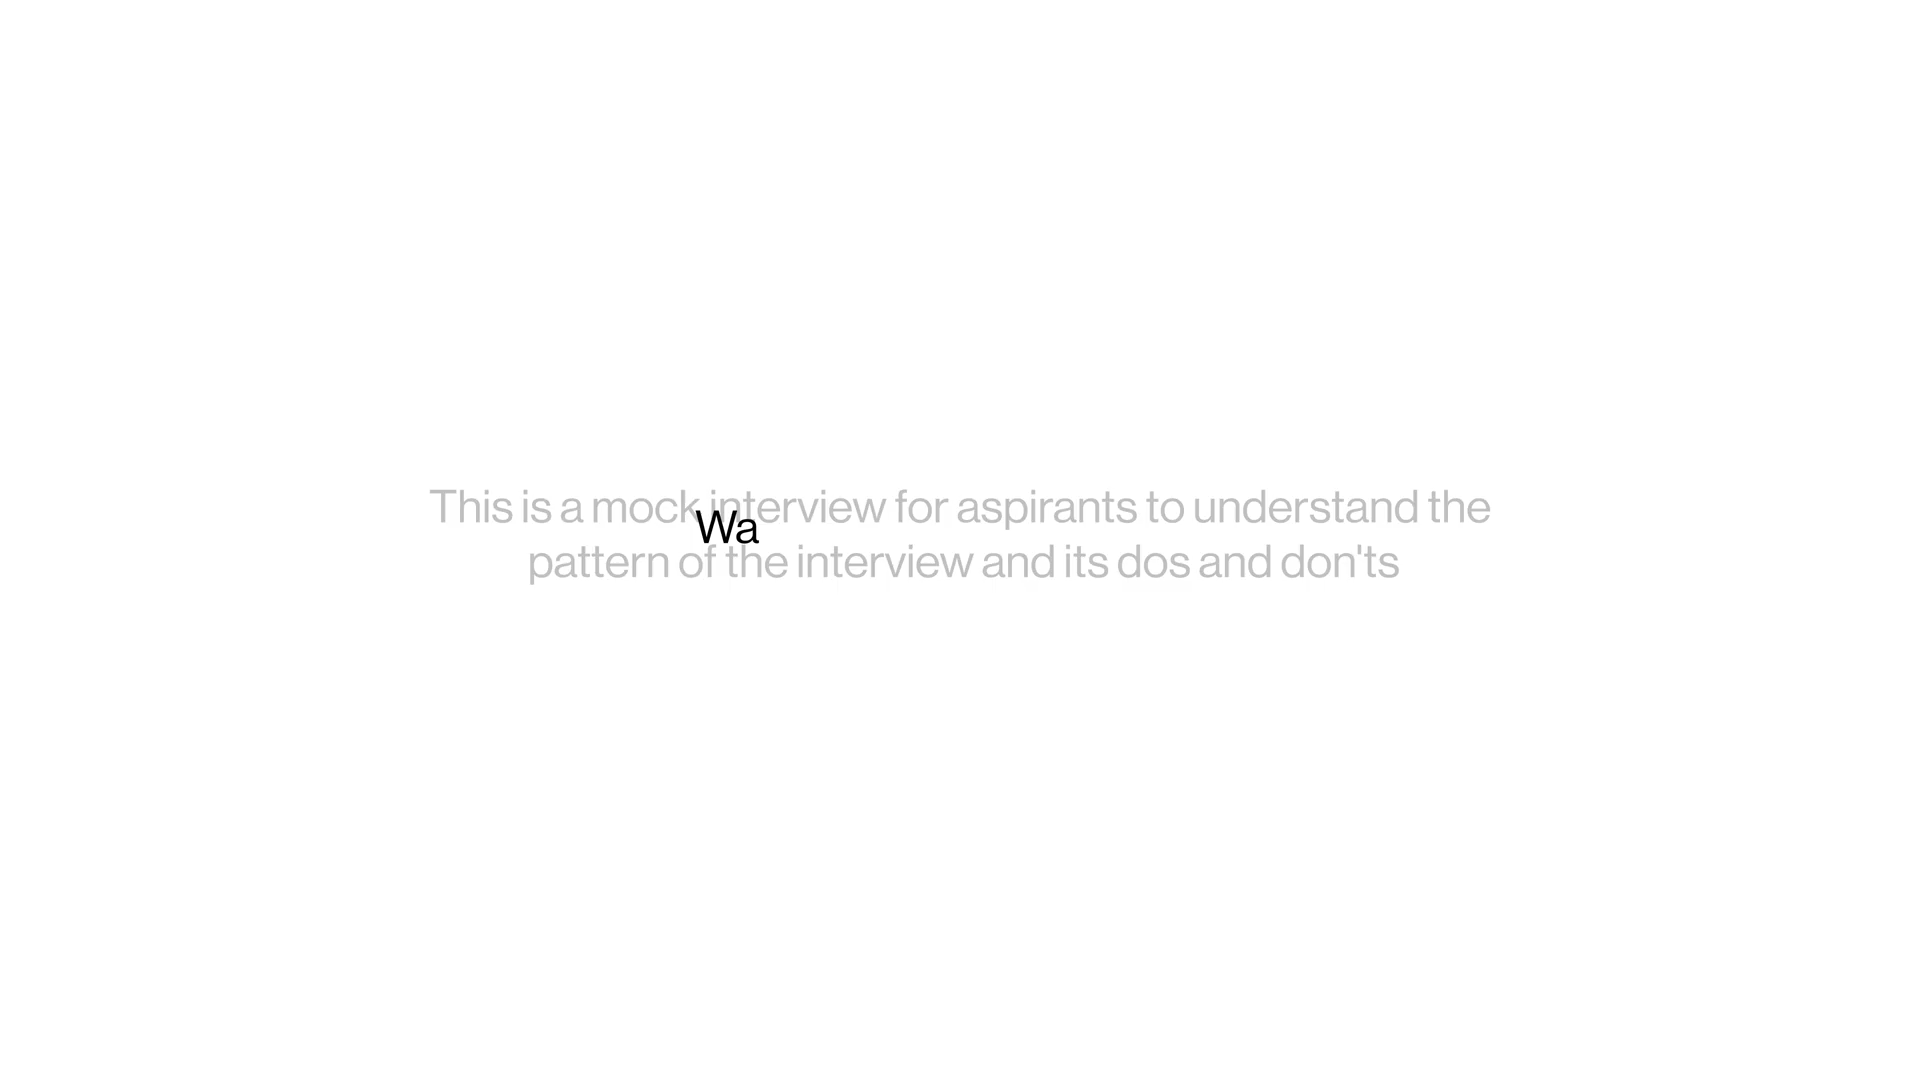 This is a mock interview for aspirants to understand the
Wa
pattern of the interview and its dos and don'ts